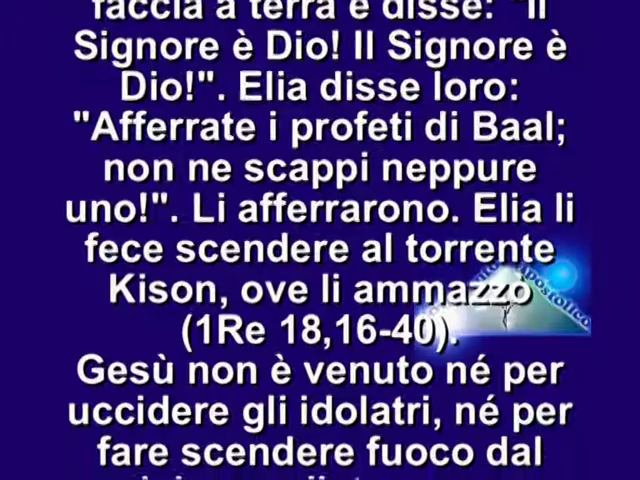 faccia a terra e disse: "Il
Signore è Dio! Il Signore è
Dio!". Elia disse loro:
"Afferrate i profeti di Baal;
non ne scappi neppure
uno!". Li afferrarono. Elia li
fece scendere al torrente
Kison, ove li ammazzò
(1Re 18,16-40).
Gesù non è venuto né per
uccidere gli idolatri, né per
fare scendere fuoco dal